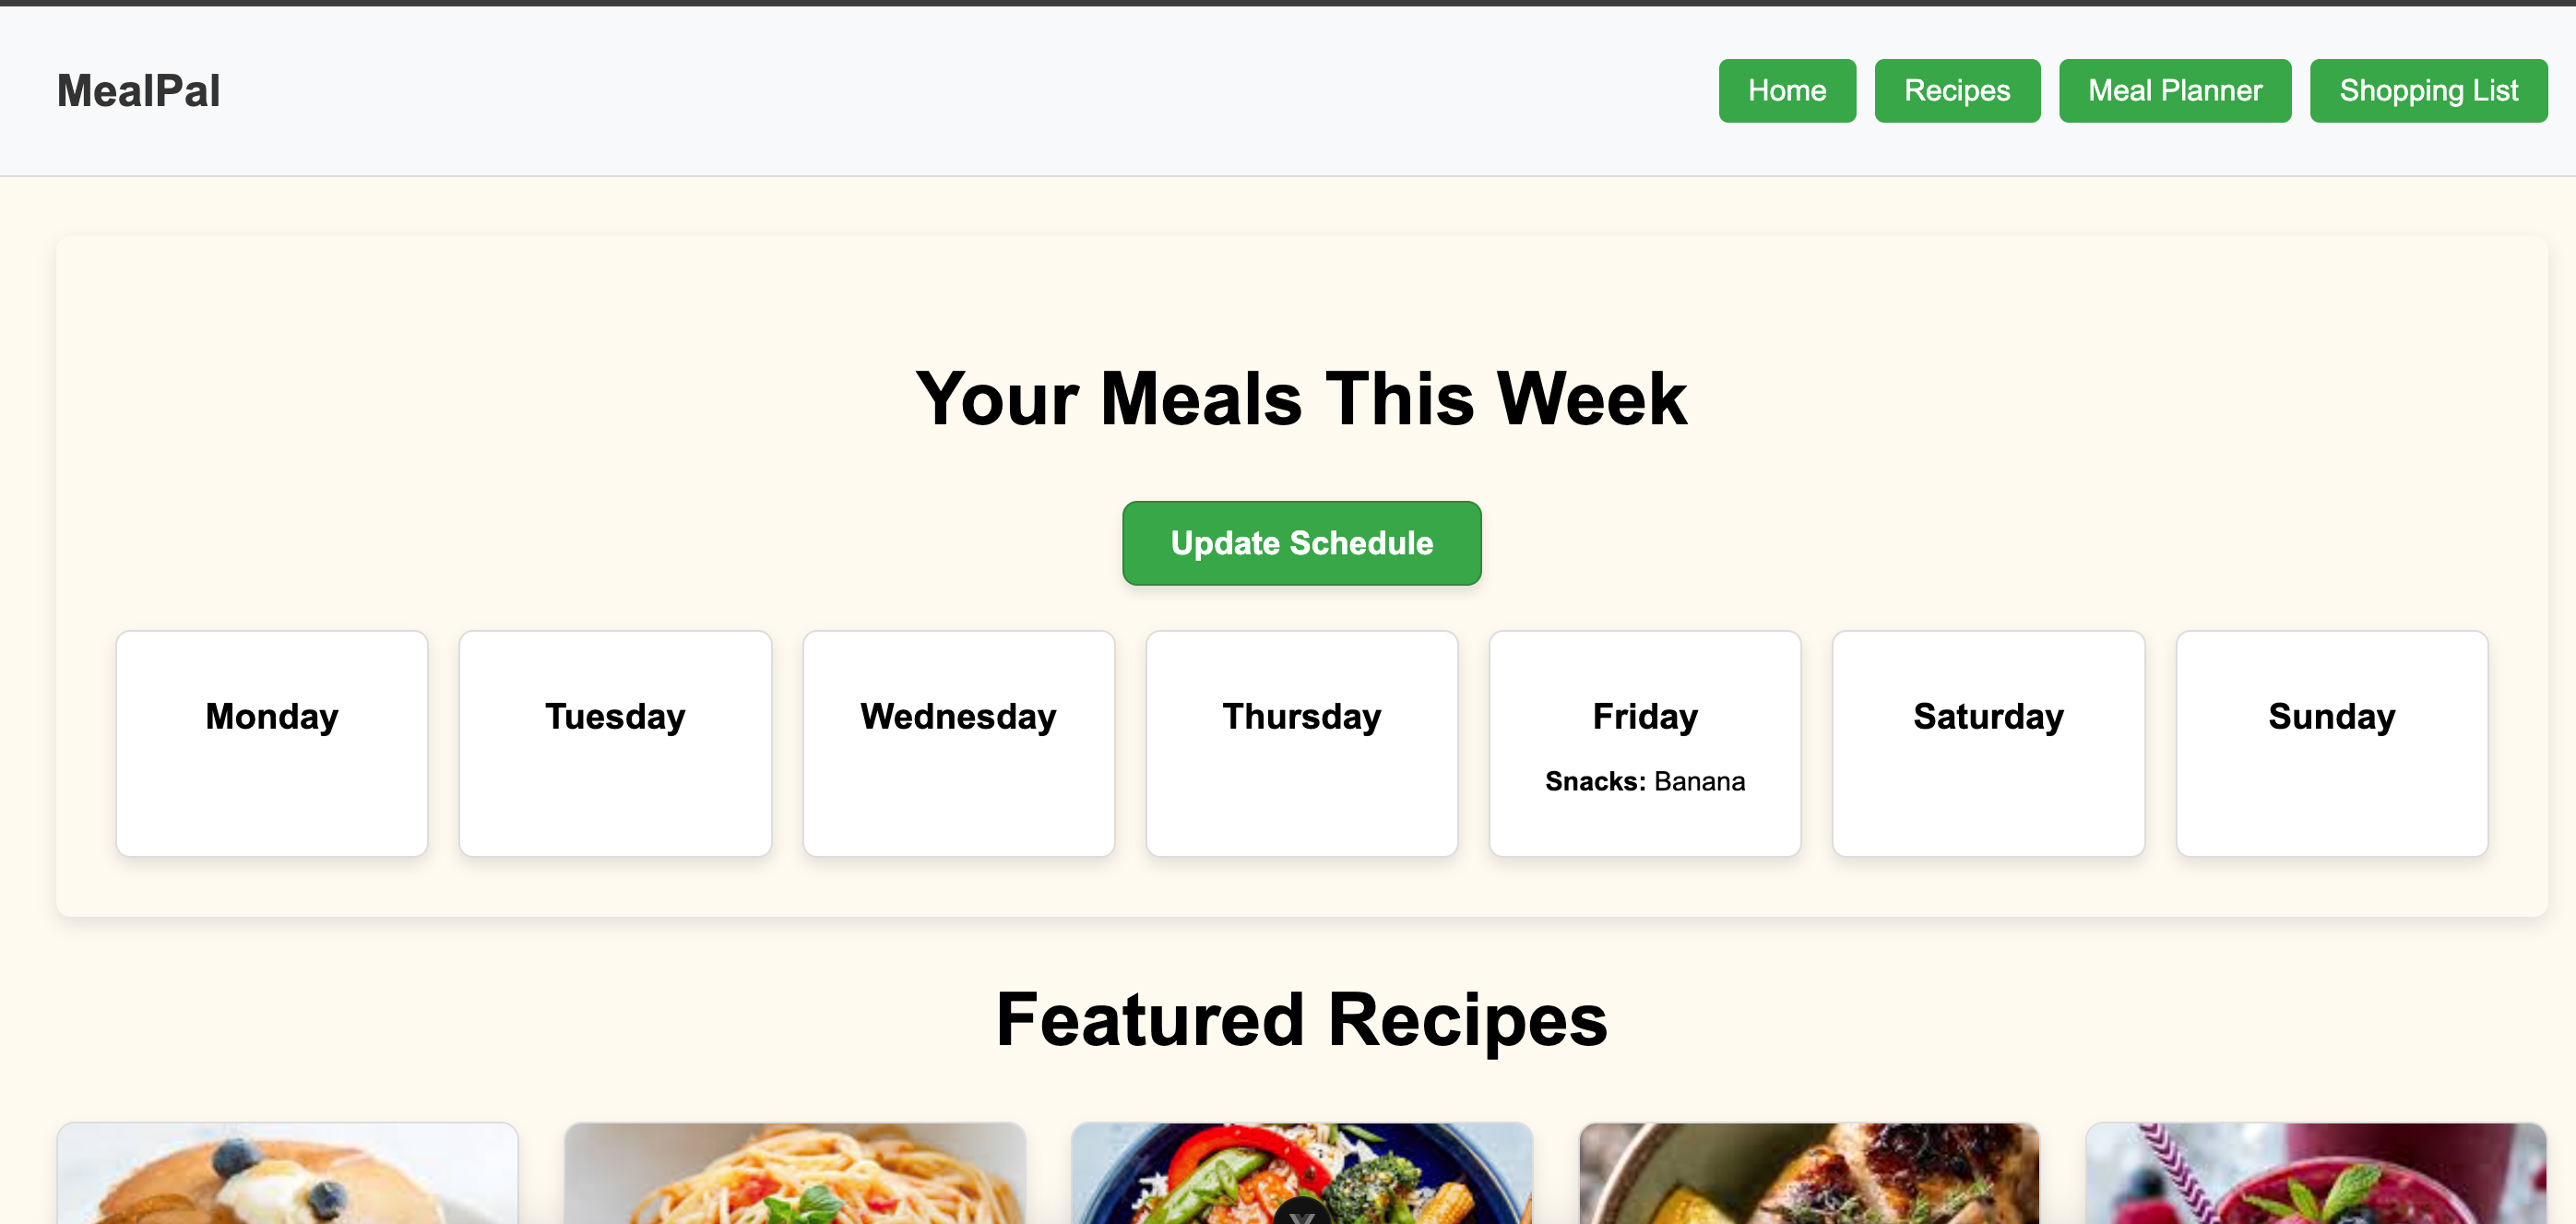 MealPal
Home Recipes Meal Planner Shopping List
Your Meals This Week
Update Schedule
Monday Tuesday Wednesday Thursday Friday Saturday Sunday
Snacks: Banana
Featured Recipes